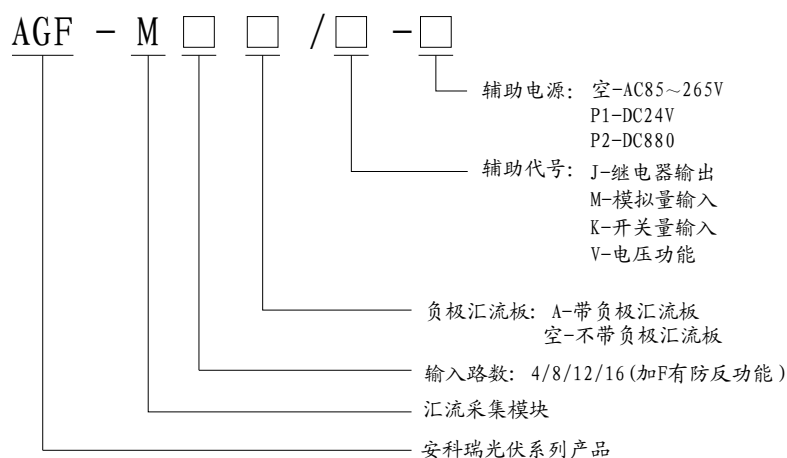 AGF - M □ □ / □ - □
辅助电源: 空-AC85~265V
P1-DC24V
P2-DC880
辅助代号: J-继电器输出
M-模拟量输入
K-开关量输入
V-电压功能
负极汇流板: A-带负极汇流板
空-不带负极汇流板
输入路数: 4/8/12/16(加F有防反功能)
汇流采集模块
安科瑞光伏系列产品